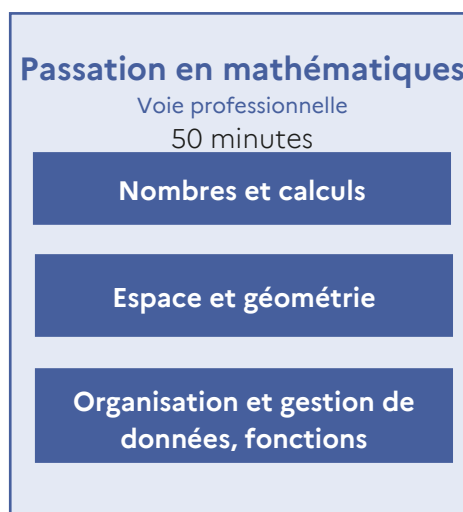 Passation en mathématiques
Voie professionnelle
50 minutes
Nombres et calculs
Espace et géométrie
Organisation et gestion de
données, fonctions